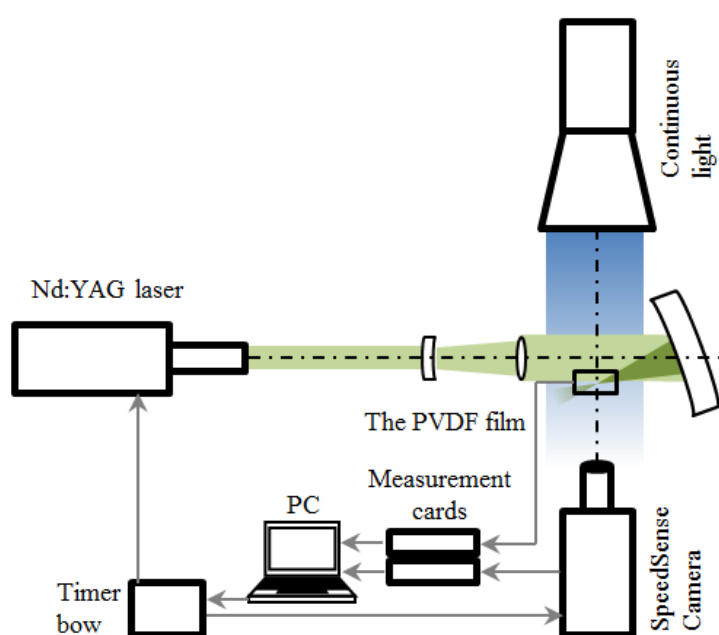 Continuous
light
Nd:YAG laser
The PVDF film
Measurement
cards
PC
Timer
bow
SpeedSense
Camera